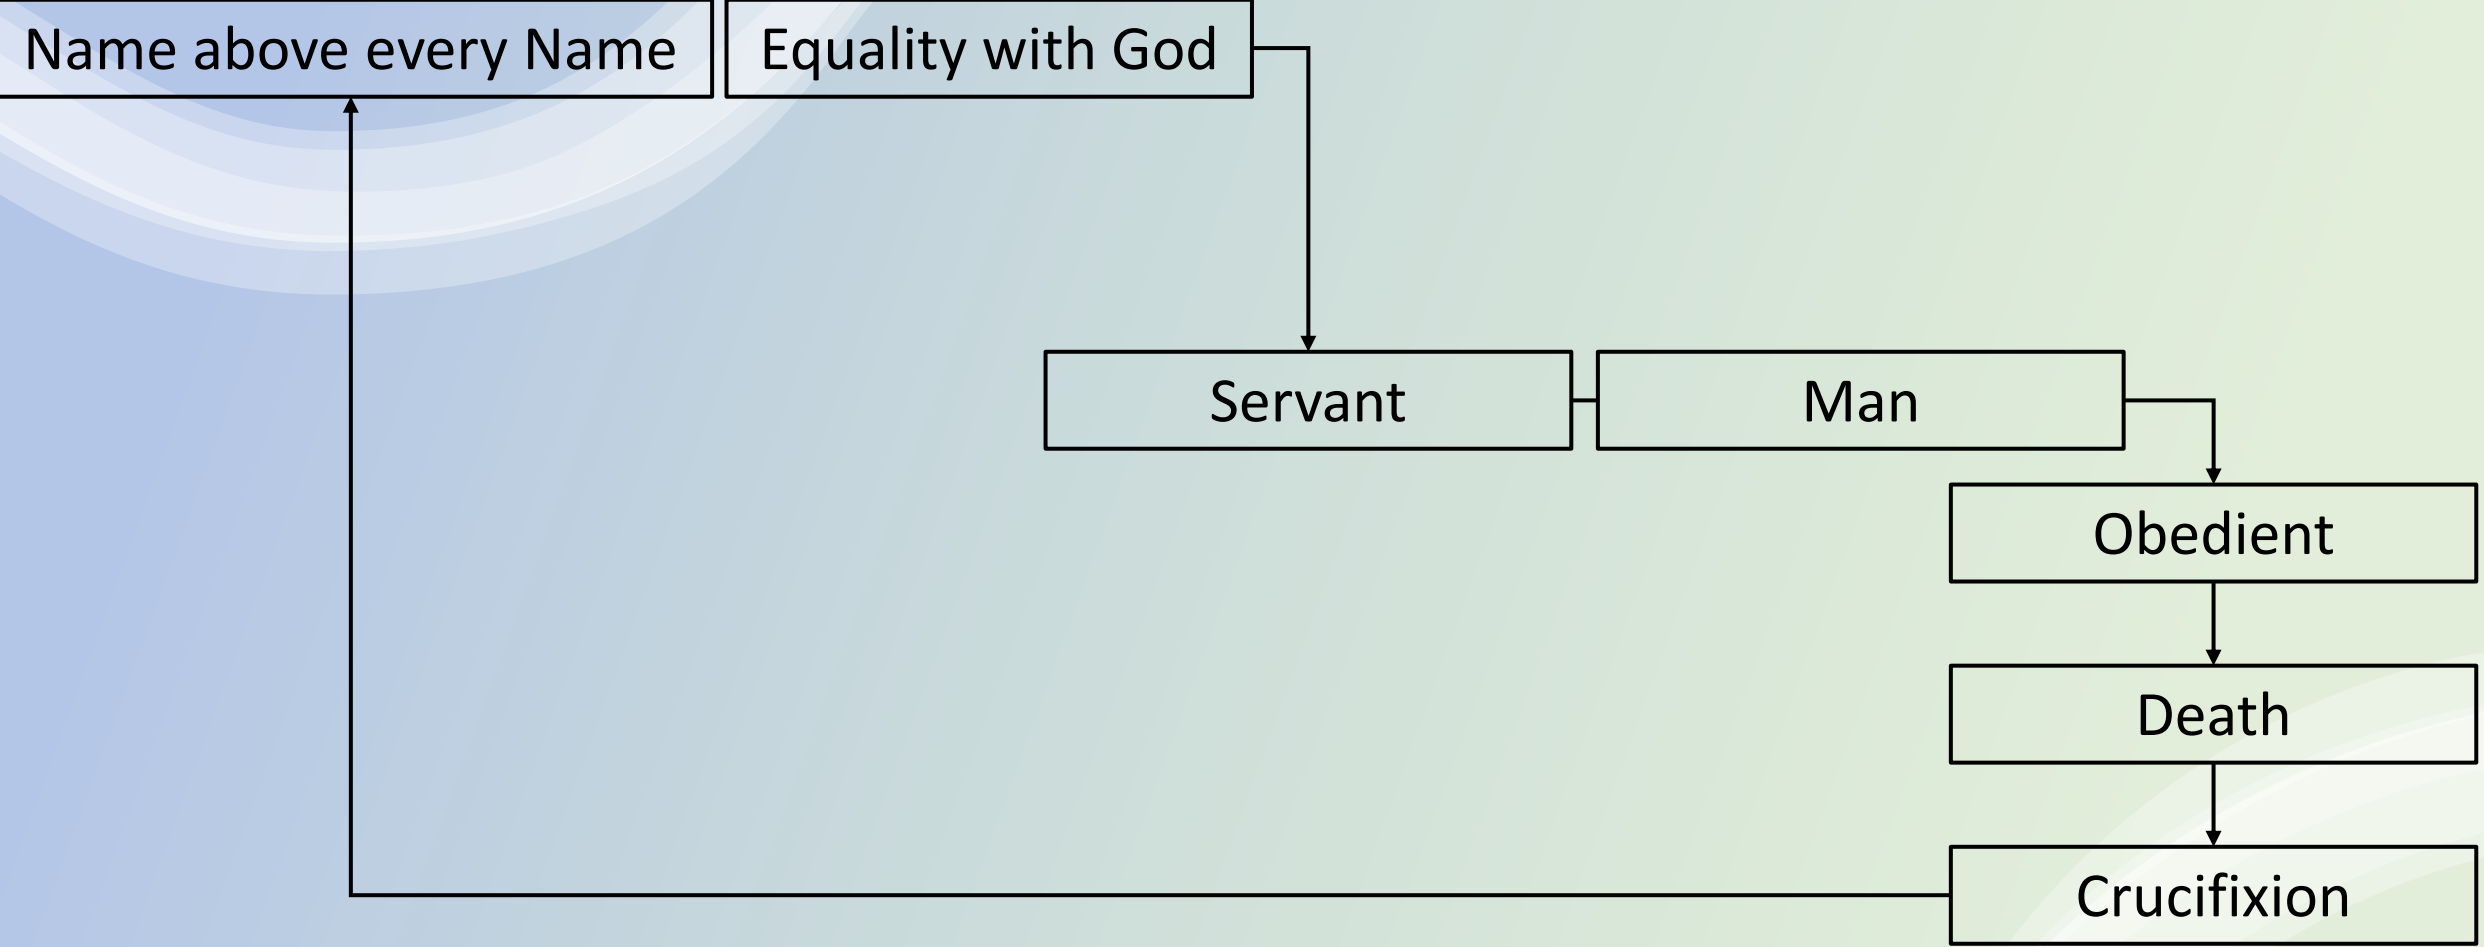 Name above every Name
Equality with God
Servant
Man
Obedient
Death
Crucifixion